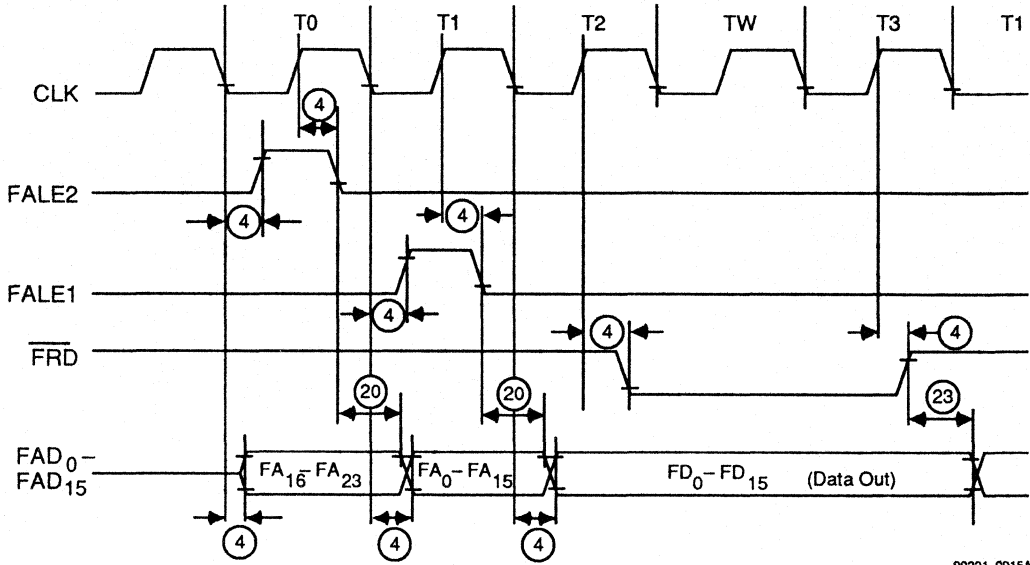 T0 T1 T2 TW T3 T1
CLK
4
FALE2
4 4
FALE1
4 4 4
FRD
20 20 23
FAD0–FAD15
FA16–FA23 FA0–FA15 FD0–FD15 (Data Out)
4 4 4